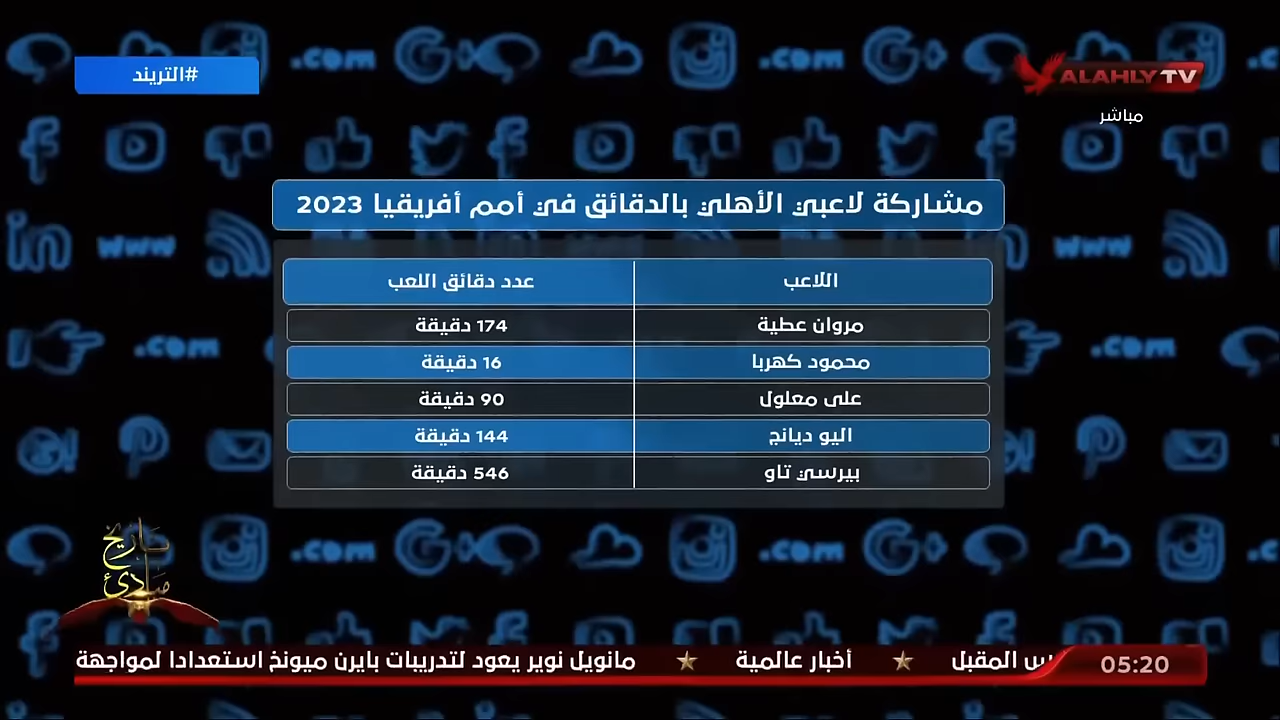 #التريند
ALAHLY TV
مباشر
مشاركة لاعبي الأهلي بالدقائق في أمم أفريقيا 2023
اللاعب عدد دقائق اللعب
مروان عطية 174 دقيقة
محمود كهربا 16 دقيقة
على معلول 90 دقيقة
اليو ديانج 144 دقيقة
بيرسي تاو 546 دقيقة
تاريخ
مبادئ
05:20 المقبل ★ أخبار عالمية ★ مانويل نوير يعود لتدريبات بايرن ميونخ استعدادا لمواجهة